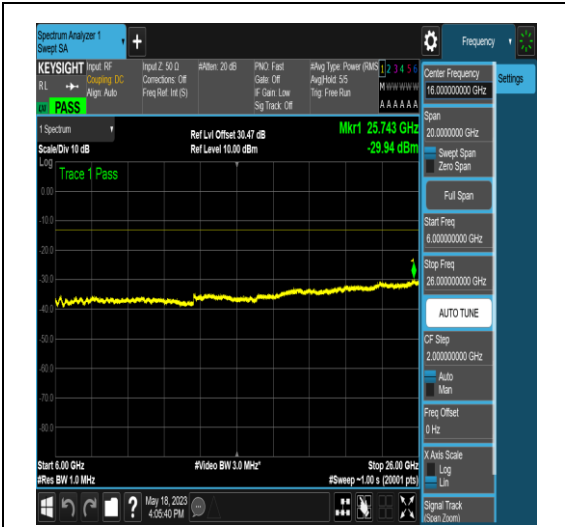 Spectrum Analyzer 1
Swept SA
Frequency
KEYSIGHT
Input: RF
Coupling: DC
Align: Auto
Input Z: 50 Ω
Corrections: Off
Freq Ref: Int (S)
#Atten: 20 dB
PNO: Fast
Gate: Off
IF Gain: Low
Sig Track: Off
#Avg Type: Power (RMS
Avg|Hold: 5/5
Trig: Free Run
1 2 3 4 5 6
M W W W W W
A A A A A A
RL
PASS
Center Frequency
16.000000000 GHz
Settings
Span
20.0000000 GHz
Swept Span
Zero Span
Full Span
Start Freq
6.000000000 GHz
Stop Freq
26.000000000 GHz
AUTO TUNE
CF Step
2.000000000 GHz
Auto
Man
Freq Offset
0 Hz
X Axis Scale
Log
Lin
Signal Track
(Span Zoom)
1 Spectrum
Scale/Div 10 dB
Ref Lvl Offset 30.47 dB
Ref Level 10.00 dBm
Mkr1 25.743 GHz
-29.94 dBm
Log
Trace 1 Pass
0.00
-10.0
-20.0
-30.0
-40.0
-50.0
-60.0
-70.0
-80.0
1
Start 6.00 GHz
#Res BW 1.0 MHz
#Video BW 3.0 MHz*
Stop 26.00 GHz
#Sweep ~1.00 s (20001 pts)
May 18, 2023
4:05:40 PM